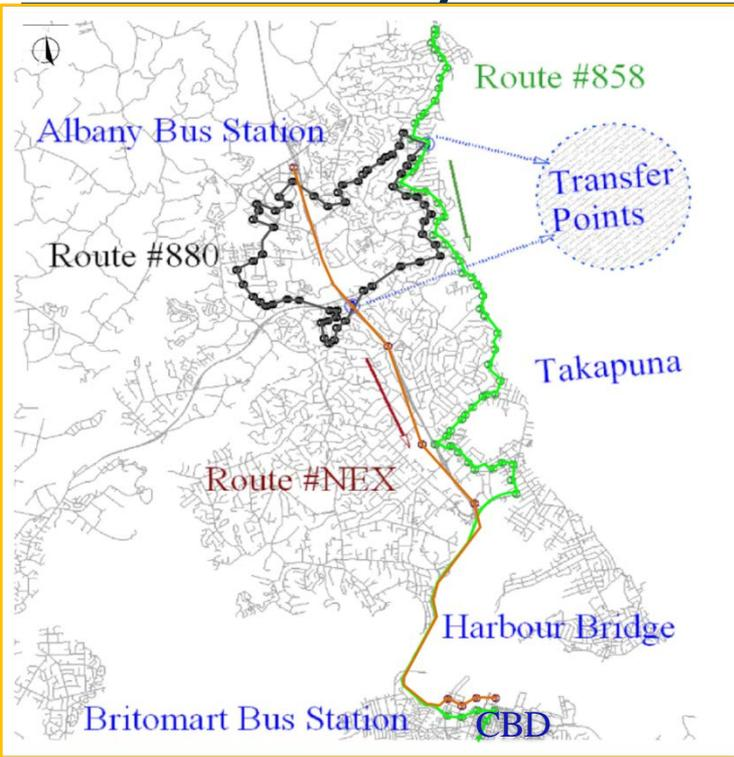 Route #858
Albany Bus Station
Transfer
Points
Route #880
Takapuna
Route #NEX
Harbour Bridge
Britomart Bus Station
CBD